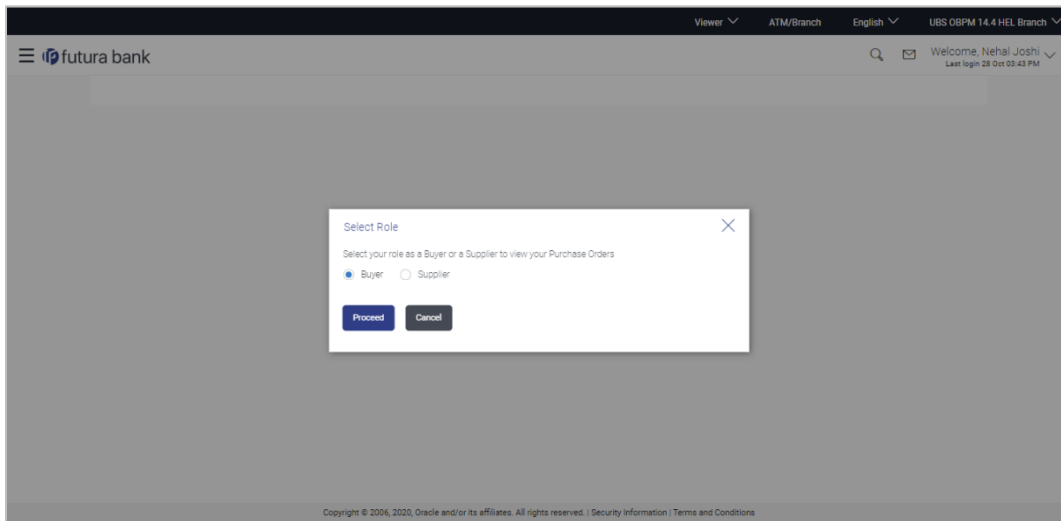 Viewer ATM/Branch English UBS OBPM 14.4 HEL Branch
futura bank Welcome, Nehal Joshi
Last login 28 Oct 03:43 PM
Select Role
Select your role as a Buyer or a Supplier to view your Purchase Orders
Buyer Supplier
Proceed Cancel
Copyright © 2006, 2020, Oracle and/or its affiliates. All rights reserved. | Security Information | Terms and Conditions